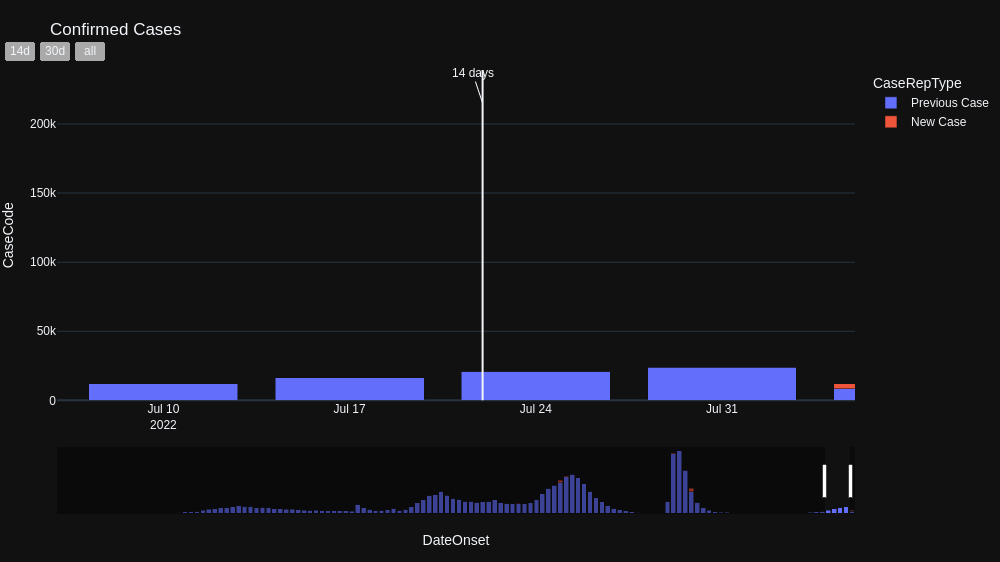 Confirmed Cases
14d 30d all
14 days
CaseRepType
Previous Case
New Case
200k
150k
100k
50k
0
CaseCode
Jul 10 Jul 17 Jul 24 Jul 31
2022
DateOnset